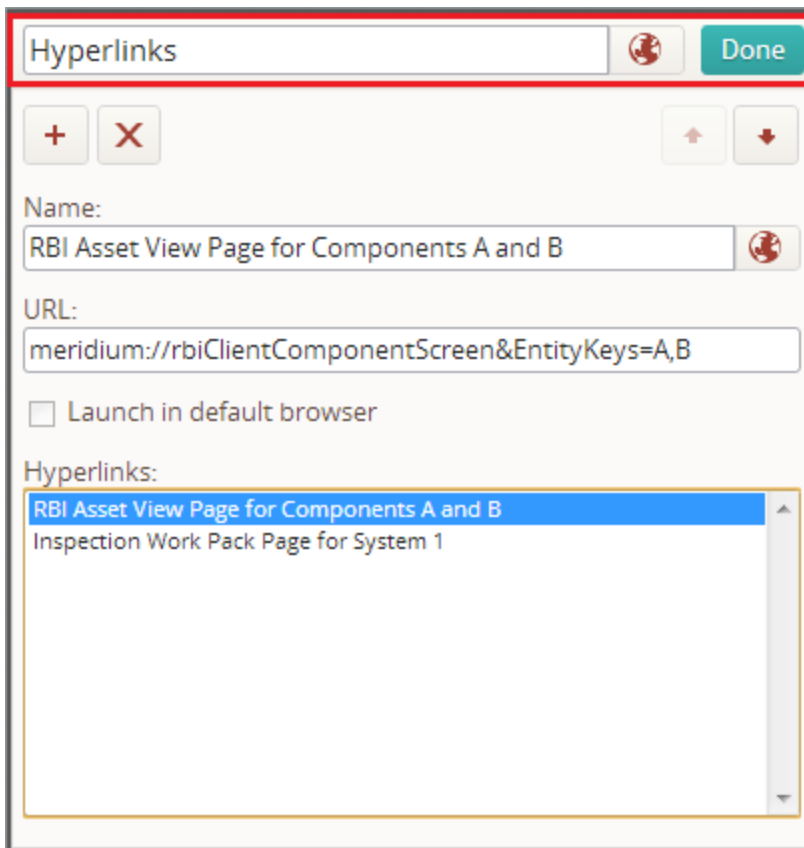 Hyperlinks
Done
Name:
RBI Asset View Page for Components A and B
URL:
meridium://rbiClientComponentScreen&EntityKeys=A,B
Launch in default browser
Hyperlinks:
RBI Asset View Page for Components A and B
Inspection Work Pack Page for System 1